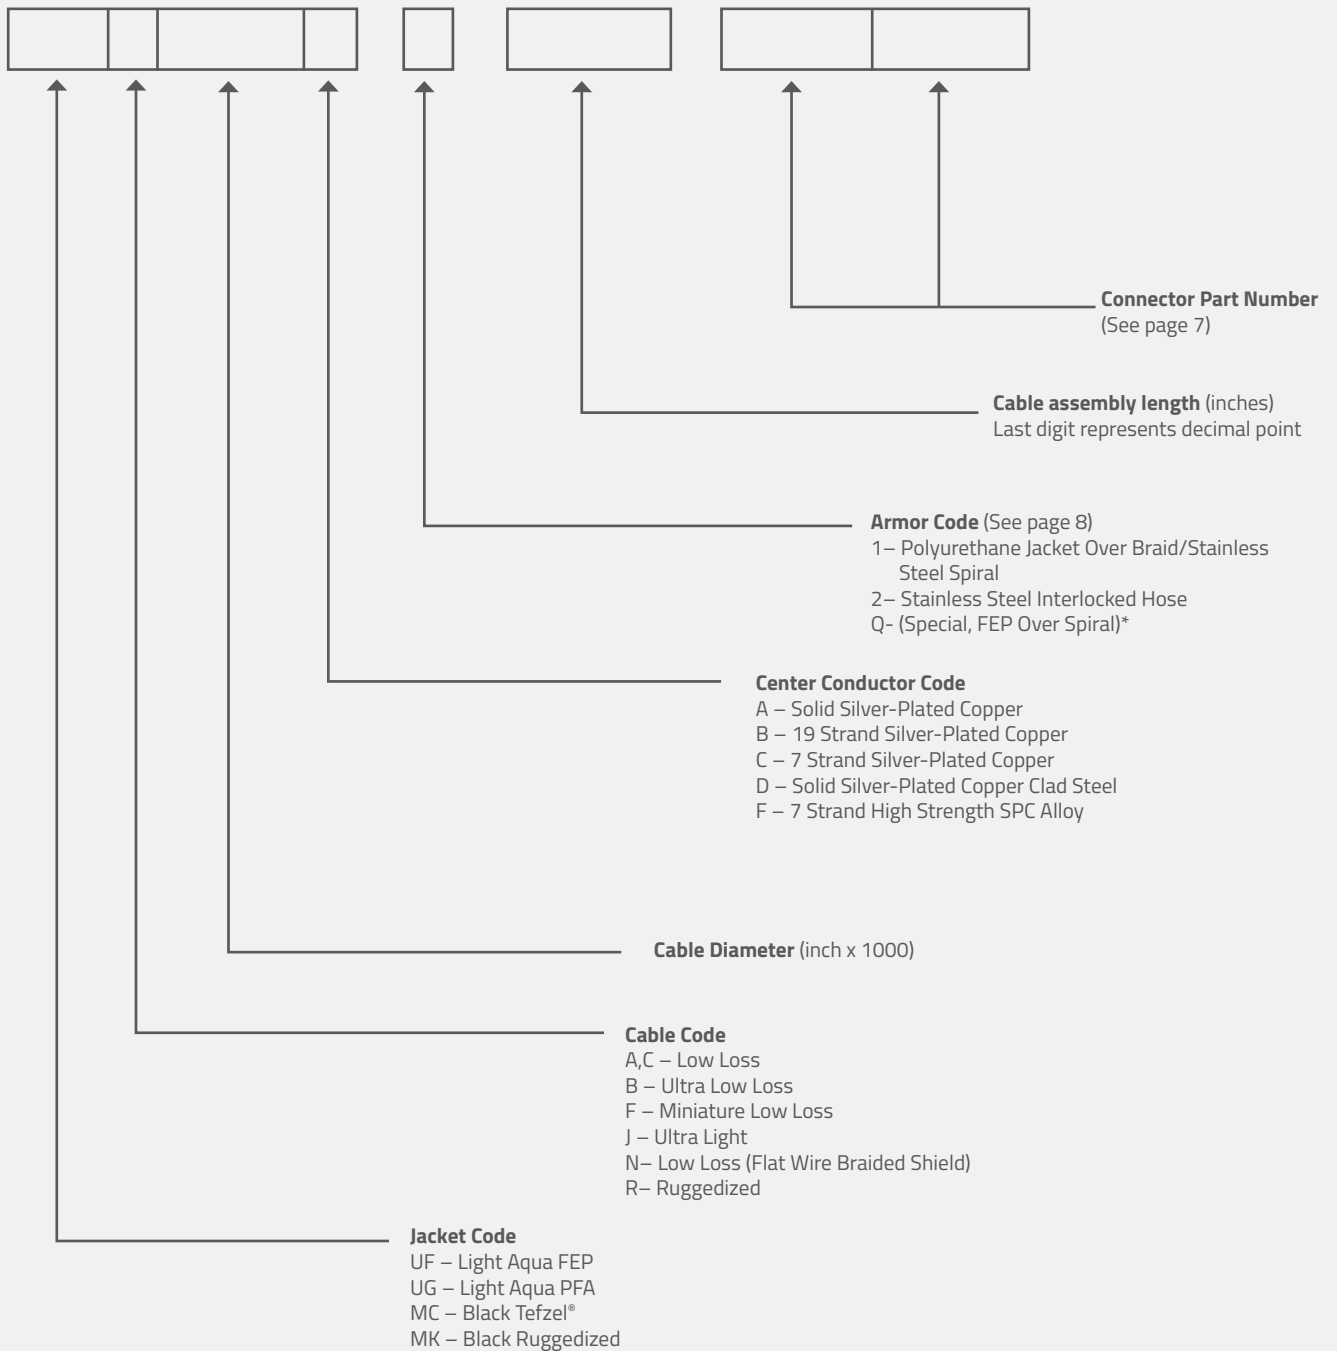 Connector Part Number
(See page 7)
Cable assembly length (inches)
Last digit represents decimal point
Armor Code (See page 8)
1– Polyurethane Jacket Over Braid/Stainless
Steel Spiral
2– Stainless Steel Interlocked Hose
Q- (Special, FEP Over Spiral)*
Center Conductor Code
A – Solid Silver-Plated Copper
B – 19 Strand Silver-Plated Copper
C – 7 Strand Silver-Plated Copper
D – Solid Silver-Plated Copper Clad Steel
F – 7 Strand High Strength SPC Alloy
Cable Diameter (inch x 1000)
Cable Code
A,C – Low Loss
B – Ultra Low Loss
F – Miniature Low Loss
J – Ultra Light
N– Low Loss (Flat Wire Braided Shield)
R– Ruggedized
Jacket Code
UF – Light Aqua FEP
UG – Light Aqua PFA
MC – Black Tefzel®
MK – Black Ruggedized